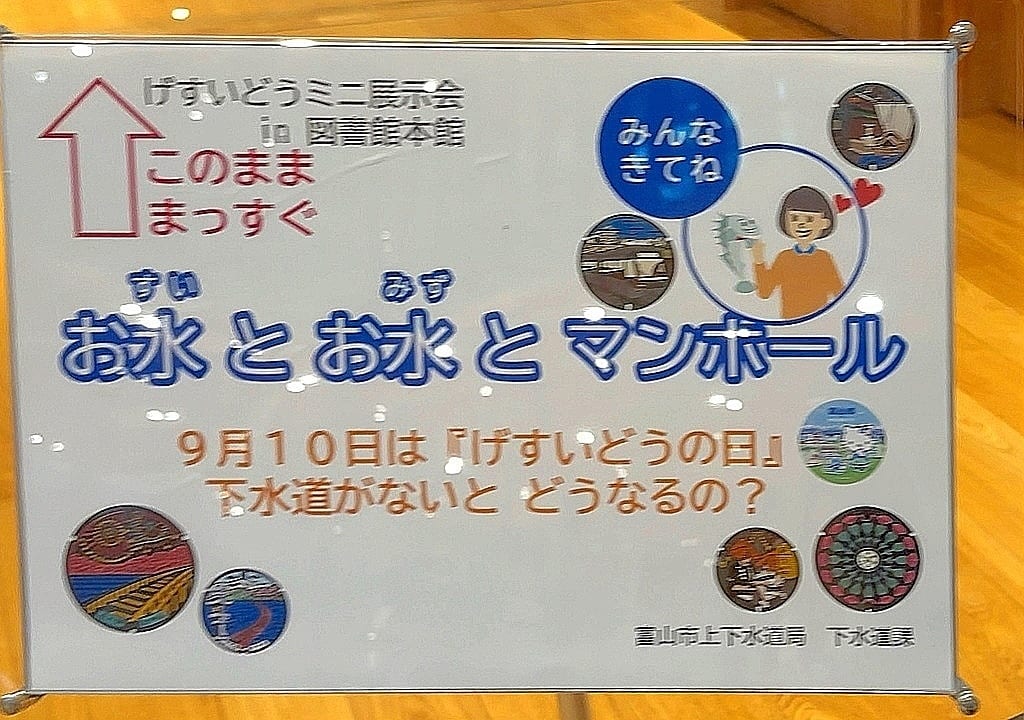 げすいどうミニ展示会
in 図書館本館
このまま
まっすぐ
みんな
きてね
すい みず
お水 と お水 と マンホール
9月10日は『げすいどうの日』
下水道がないと どうなるの?
富山市上下水道局 下水道課